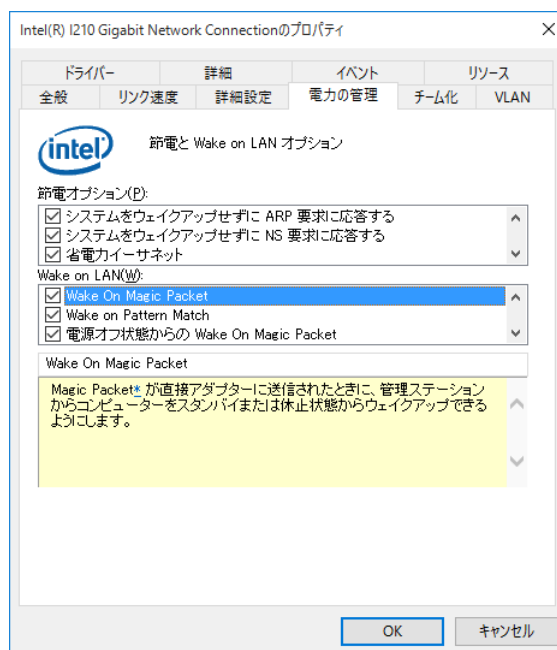 Intel(R) I210 Gigabit Network Connectionのプロパティ
ドライバー 詳細 イベント リソース
全般 リンク速度 詳細設定 電力の管理 チーム化 VLAN
intel 節電と Wake on LAN オプション
節電オプション(P):
システムをウェイクアップせずに ARP 要求に応答する
システムをウェイクアップせずに NS 要求に応答する
省電力イーサネット
Wake on LAN(W):
Wake On Magic Packet
Wake on Pattern Match
電源オフ状態からの Wake On Magic Packet
Wake On Magic Packet
Magic Packet* が直接アダプターに送信されたときに、管理ステーション
からコンピューターをスタンバイまたは休止状態からウェイクアップできる
ようにします。
OK キャンセル